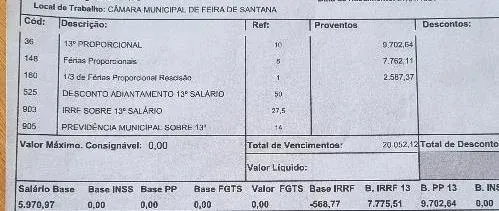 Local de Trabalho: CÂMARA MUNICIPAL DE FEIRA DE SANTANA
Cód: Descrição: Ref: Proventos Descontos:
36 13º PROPORCIONAL 10 9.702,64
148 Férias Proporcionais 8 7.762,11
160 1/3 de Férias Proporcional Rescisão 1 2.587,37
525 DESCONTO ADIANTAMENTO 13º SALÁRIO 50
903 IRRF SOBRE 13º SALÁRIO 27,5
905 PREVIDÊNCIA MUNICIPAL SOBRE 13º 14
Valor Máximo. Consignável: 0,00 Total de Vencimentos: 20.052,12 Total de Desconto
Valor Líquido:
Salário Base Base INSS Base PP Base FGTS Valor FGTS Base IRRF B. IRRF 13 B. PP 13 B. INS
5.970,97 0,00 0,00 0,00 0,00 -568,77 7.775,51 9.702,64 0,00